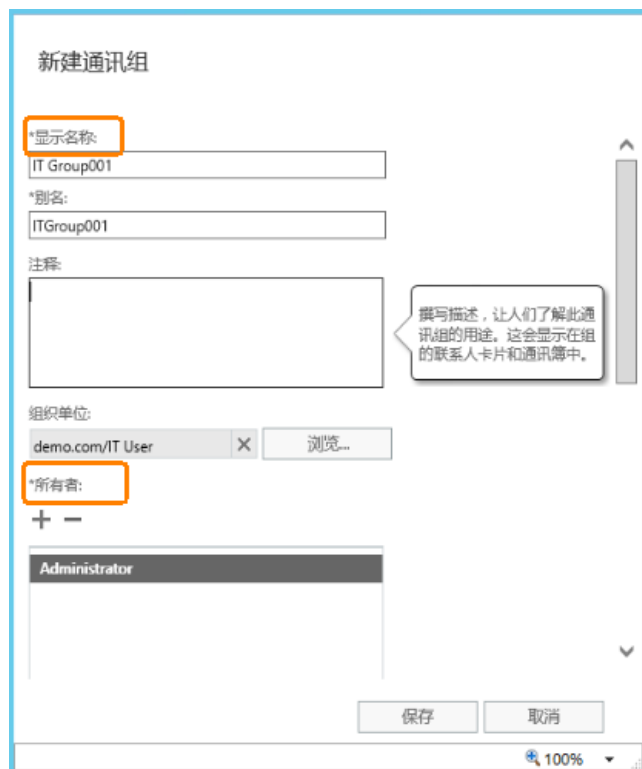 新建通讯组
*显示名称:
IT Group001
*别名:
ITGroup001
注释:
撰写描述，让人们了解此通
讯组的用途。这会显示在组
的联系人卡片和通讯簿中。
组织单位:
demo.com/IT User
浏览...
*所有者:
Administrator
保存
取消
100%